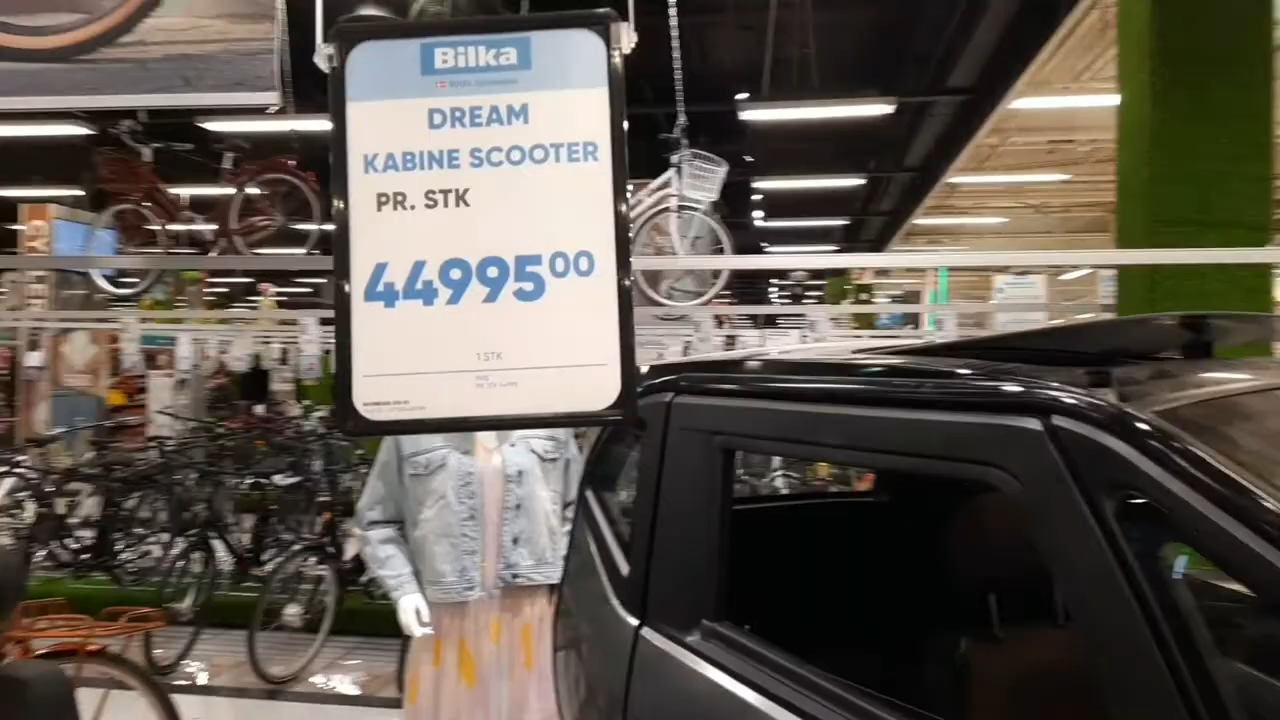 Bilka
DREAM
KABINE SCOOTER
PR. STK
44995⁰⁰
1 STK